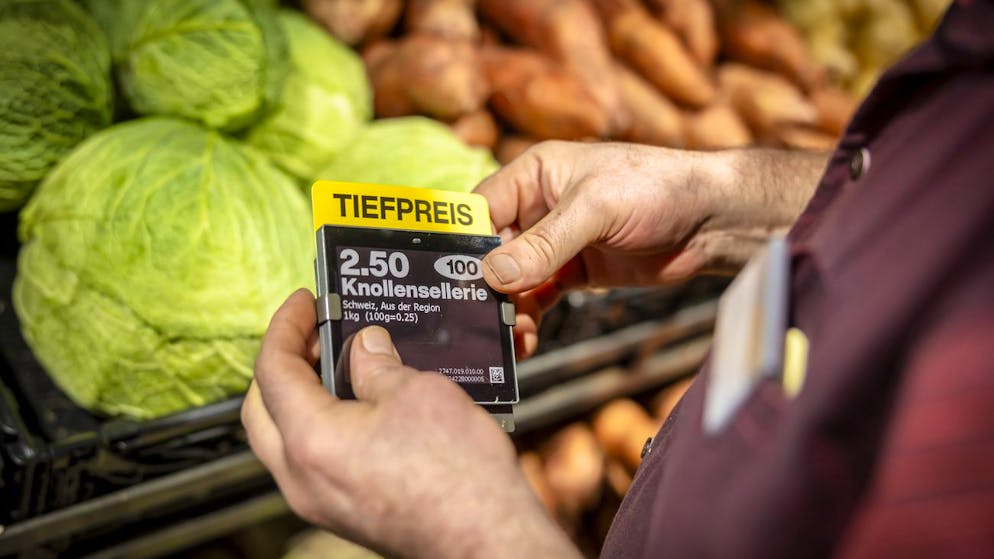 TIEFPREIS
2.50 100
Knollensellerie
Schweiz, Aus der Region
1kg (100g=0.25)